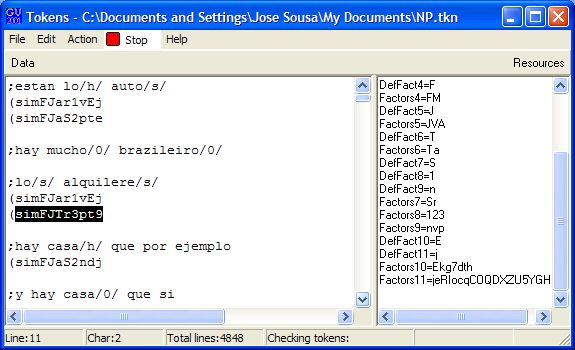 GV
2001
Tokens - C:\Documents and Settings\Jose Sousa\My Documents\NP.tkn
File Edit Action Stop Help
Data Resources
;estan lo/h/ auto/s/
(simFJar1vEj
(simFJaS2pte
;hay mucho/0/ brazileiro/0/
;lo/s/ alquilere/s/
(simFJar1vEj
(simFJTr3pt9
;hay casa/h/ que por ejemplo
(simFJaS2ndj
;y hay casa/0/ que si
DefFact4=F
Factors4=FM
DefFact5=J
Factors5=JVA
DefFact6=T
Factors6=Ta
DefFact7=S
DefFact8=1
DefFact9=n
Factors7=Sr
Factors8=123
Factors9=nvp
DefFact10=E
DefFact11=j
Factors10=Ekg7dth
Factors11=jeRlocqCOQDXZU5YGH
Line:11 Char:2 Total lines:4848 Checking tokens: